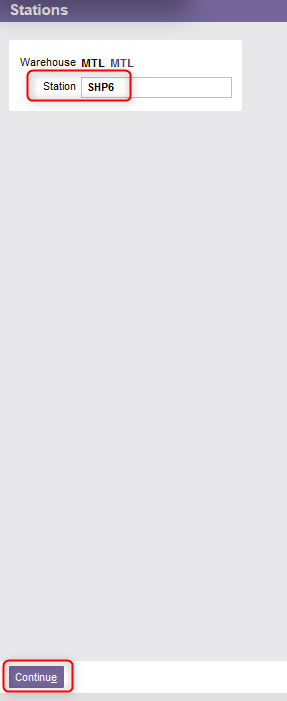 Stations
Warehouse MTL MTL
Station SHP6
Continue